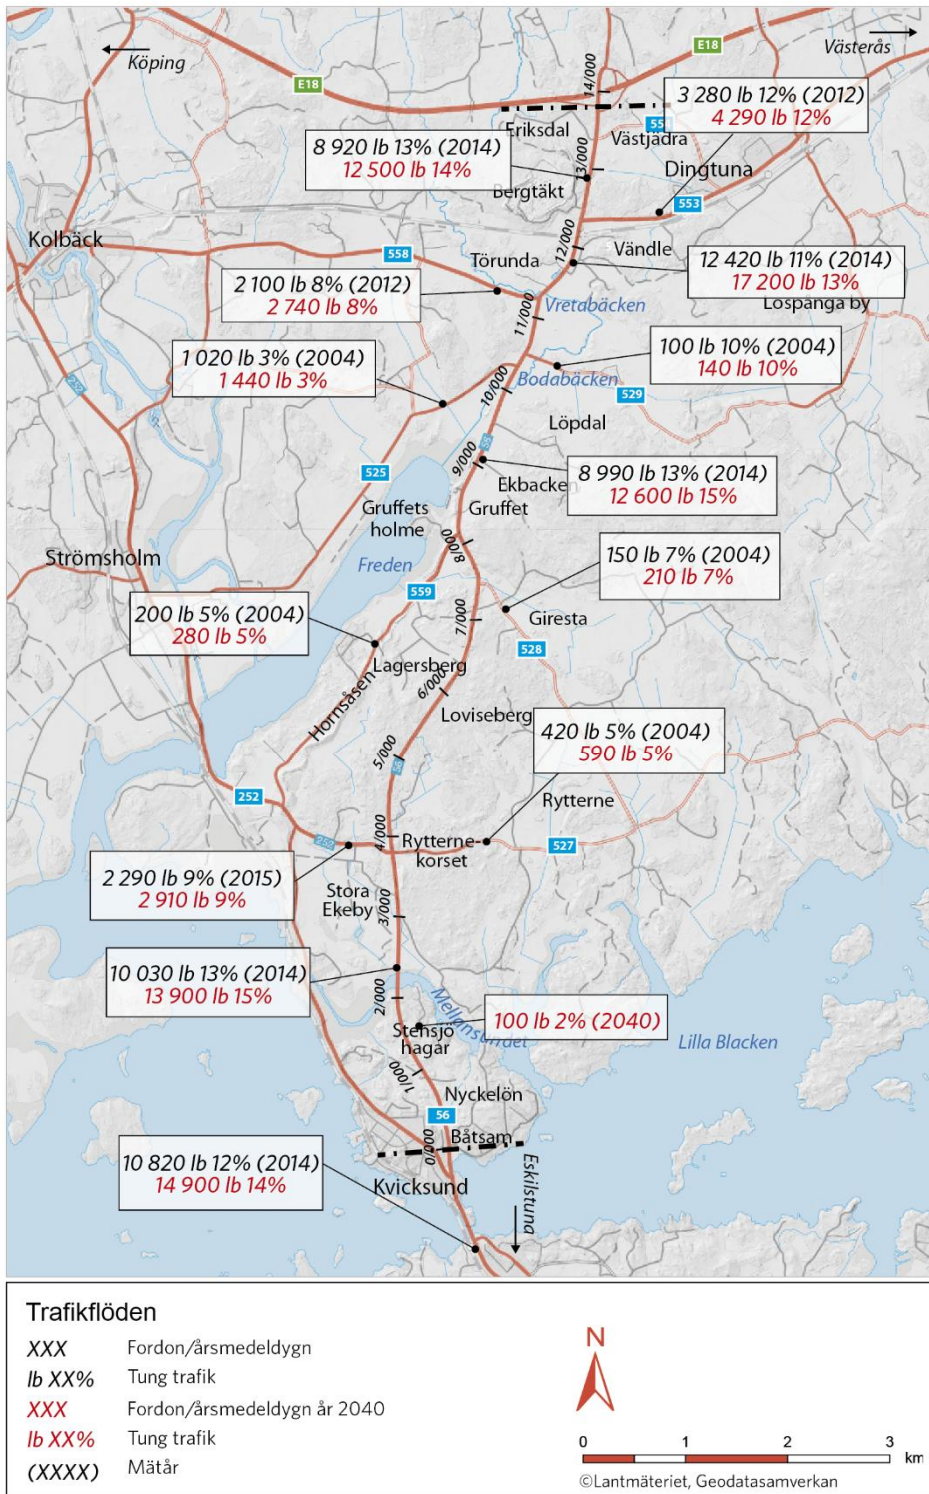 E18
Västerås
Köping
E18
14/000
3 280 lb 12% (2012)
4 290 lb 12%
Eriksdal
Västjädra
8 920 lb 13% (2014)
12 500 lb 14%
13/000
Dingtuna
Bergtäkt
553
Kolbäck
558
12/000
Vändle
Törunda
12 420 lb 11% (2014)
17 200 lb 13%
2 100 lb 8% (2012)
2 740 lb 8%
Vretabäcken
Lospånga by
11/000
1 020 lb 3% (2004)
1 440 lb 3%
100 lb 10% (2004)
140 lb 10%
Bodabäcken
252
10/000
529
Löpdal
56
525
9/000
8 990 lb 13% (2014)
12 600 lb 15%
Ekbacken
Gruffets
holme
Gruffet
8/000
Strömsholm
Freden
150 lb 7% (2004)
210 lb 7%
559
200 lb 5% (2004)
280 lb 5%
7/000
Giresta
528
Lagersberg
6/000
Hornsåsen
Loviseberg
420 lb 5% (2004)
590 lb 5%
5/000
56
252
Rytterne
4/000
252
Rytterne-
korset
527
2 290 lb 9% (2015)
2 910 lb 9%
Stora
Ekeby
3/000
10 030 lb 13% (2014)
13 900 lb 15%
2/000
Mellansundet
100 lb 2% (2040)
Stensjö
hagar
Lilla Blacken
1/000
Nyckelön
56
Båtsam
0/000
10 820 lb 12% (2014)
14 900 lb 14%
Kvicksund
Eskilstuna
Trafikflöden
XXX Fordon/årsmedeldygn
lb XX% Tung trafik
XXX Fordon/årsmedeldygn år 2040
lb XX% Tung trafik
(XXXX) Mätår
N
0 1 2 3
km
©Lantmäteriet, Geodatasamverkan